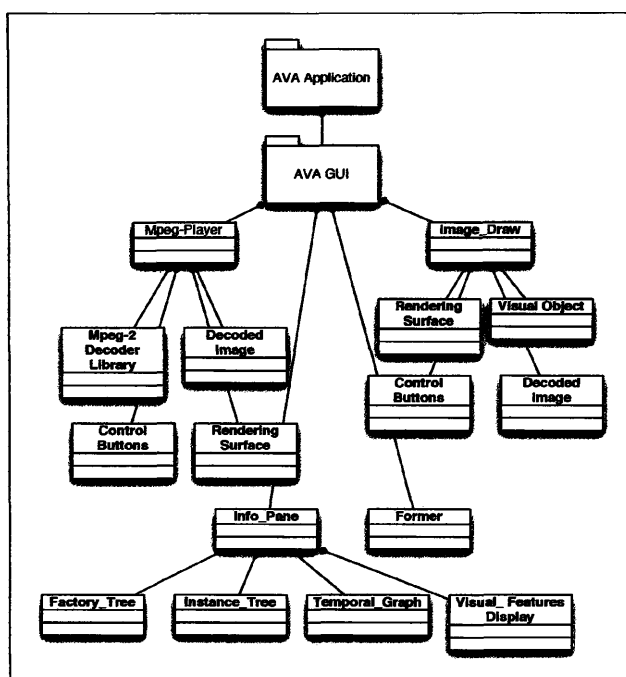 AVA Application
AVA GUI
Mpeg-Player
Image_Draw
Mpeg-2
Decoder
Library
Decoded
Image
Rendering
Surface
Visual Object
Control
Buttons
Rendering
Surface
Control
Buttons
Decoded
Image
Info_Pane
Former
Factory_Tree
Instance_Tree
Temporal_Graph
Visual_ Features
Display